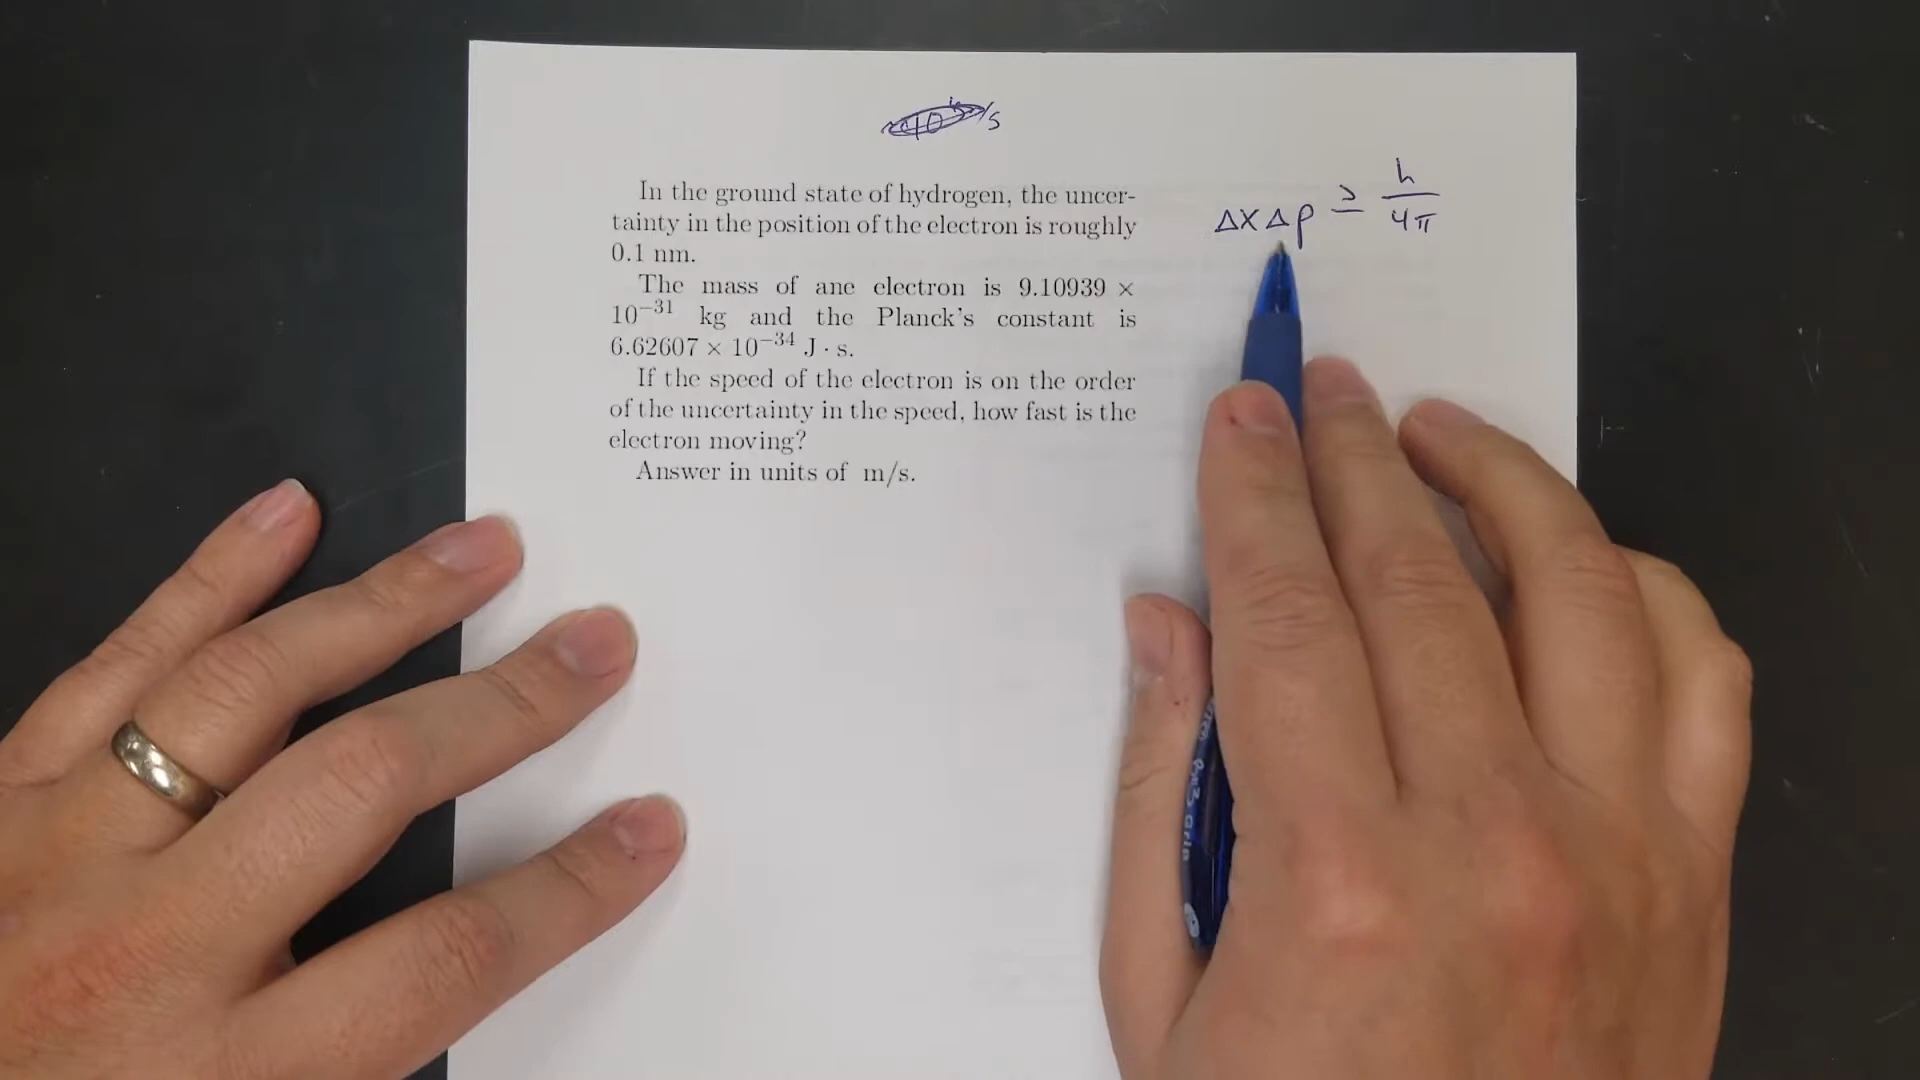 In the ground state of hydrogen, the uncer-
tainty in the position of the electron is roughly
0.1 nm.
The mass of ane electron is 9.10939 ×
10⁻³¹ kg and the Planck's constant is
6.62607 × 10⁻³⁴ J · s.
If the speed of the electron is on the order
of the uncertainty in the speed, how fast is the
electron moving?
Answer in units of m/s.
ΔxΔp ≥ h/4π